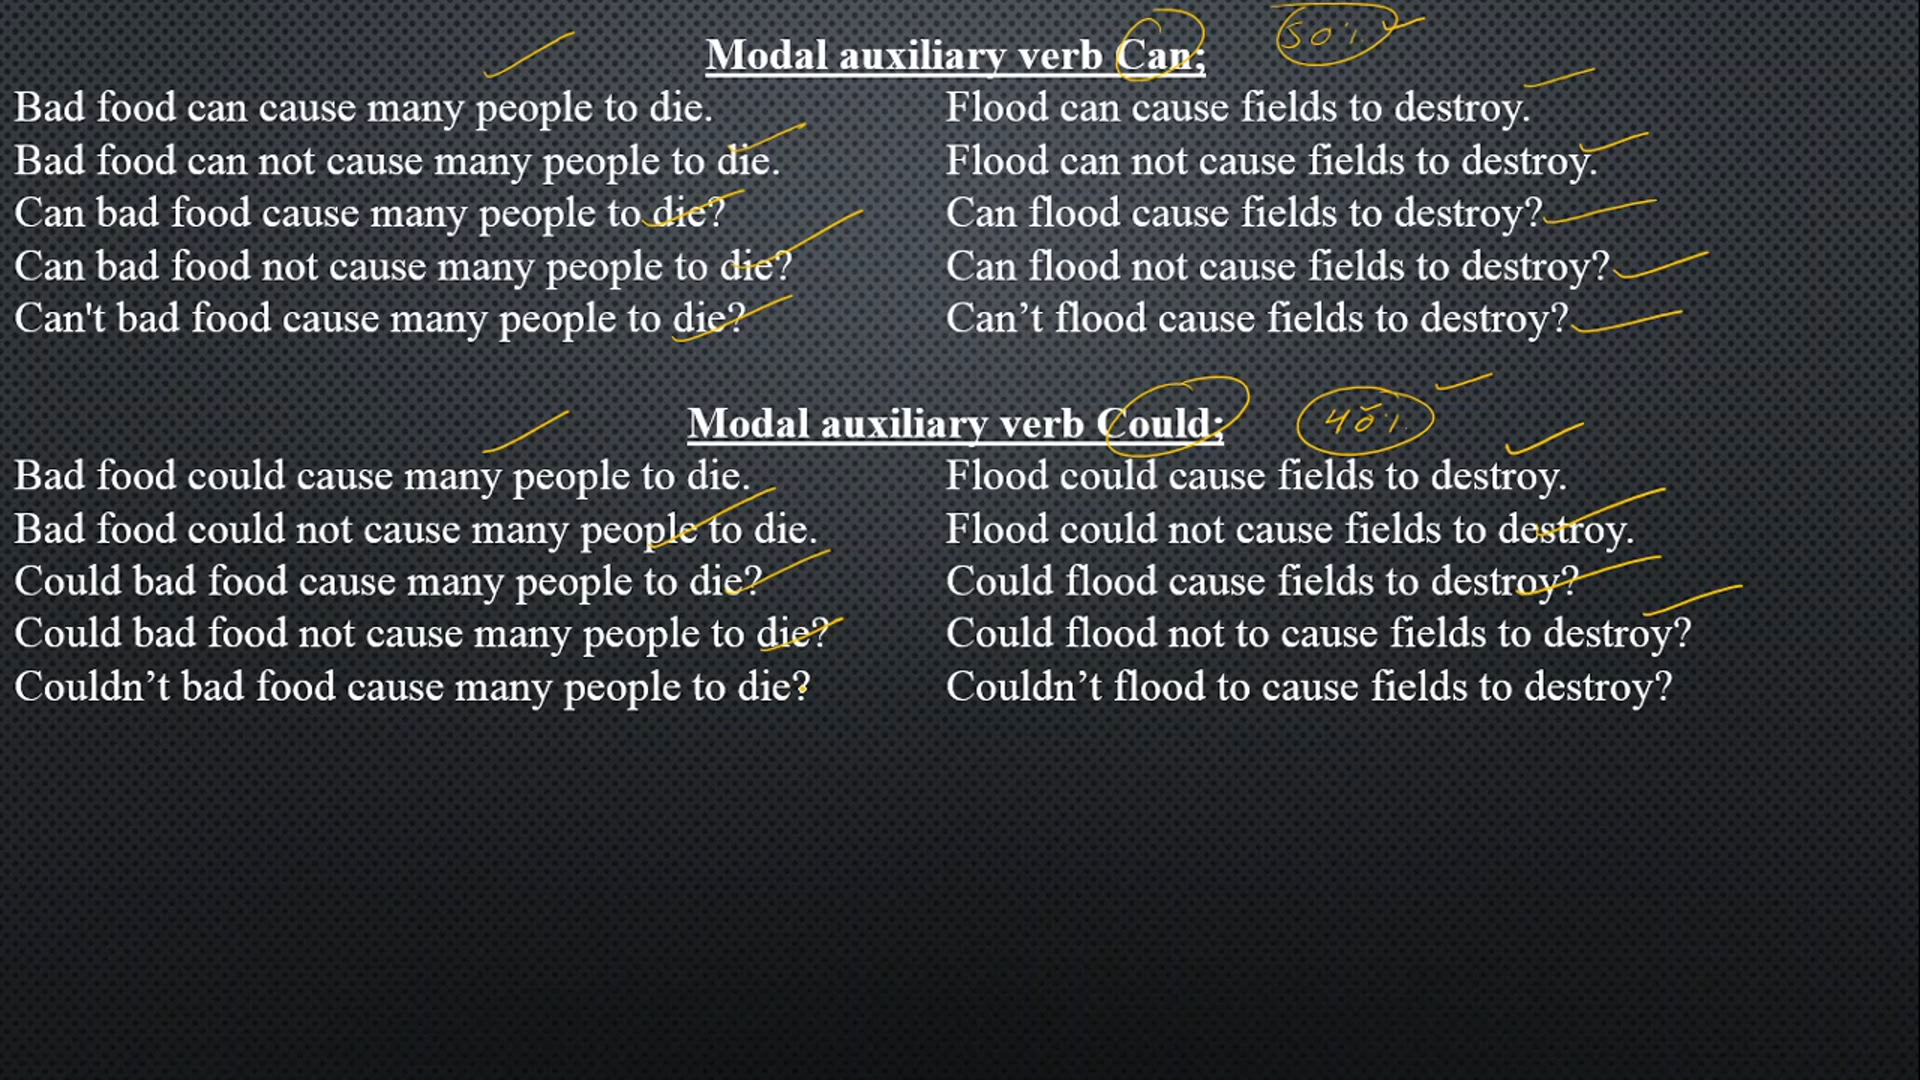 Modal auxiliary verb Can; 50%
Bad food can cause many people to die.
Bad food can not cause many people to die.
Can bad food cause many people to die?
Can bad food not cause many people to die?
Can't bad food cause many people to die?
Flood can cause fields to destroy.
Flood can not cause fields to destroy.
Can flood cause fields to destroy?
Can flood not cause fields to destroy?
Can’t flood cause fields to destroy?
Modal auxiliary verb Could; 40%
Bad food could cause many people to die.
Bad food could not cause many people to die.
Could bad food cause many people to die?
Could bad food not cause many people to die?
Couldn’t bad food cause many people to die?
Flood could cause fields to destroy.
Flood could not cause fields to destroy.
Could flood cause fields to destroy?
Could flood not to cause fields to destroy?
Couldn’t flood to cause fields to destroy?